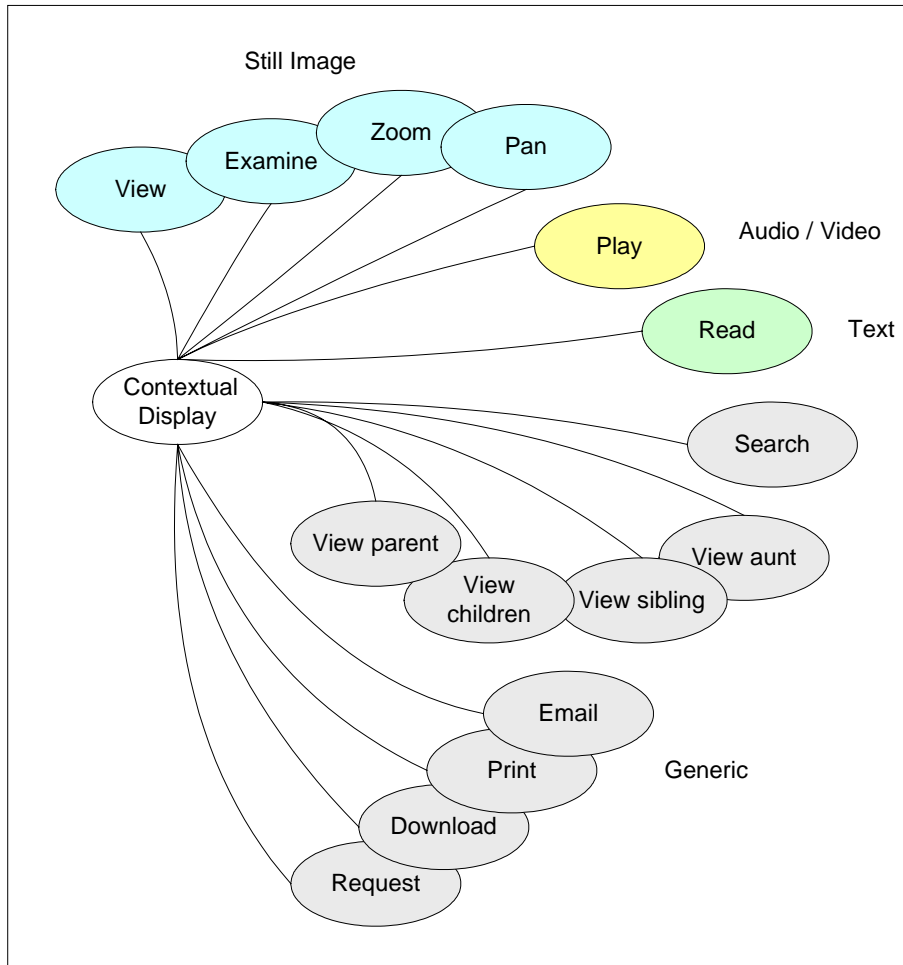 Still Image
Zoom
Pan
Examine
View
Play
Audio / Video
Read
Text
Contextual
Display
Search
View parent
View aunt
View
children
View sibling
Email
Print
Generic
Download
Request